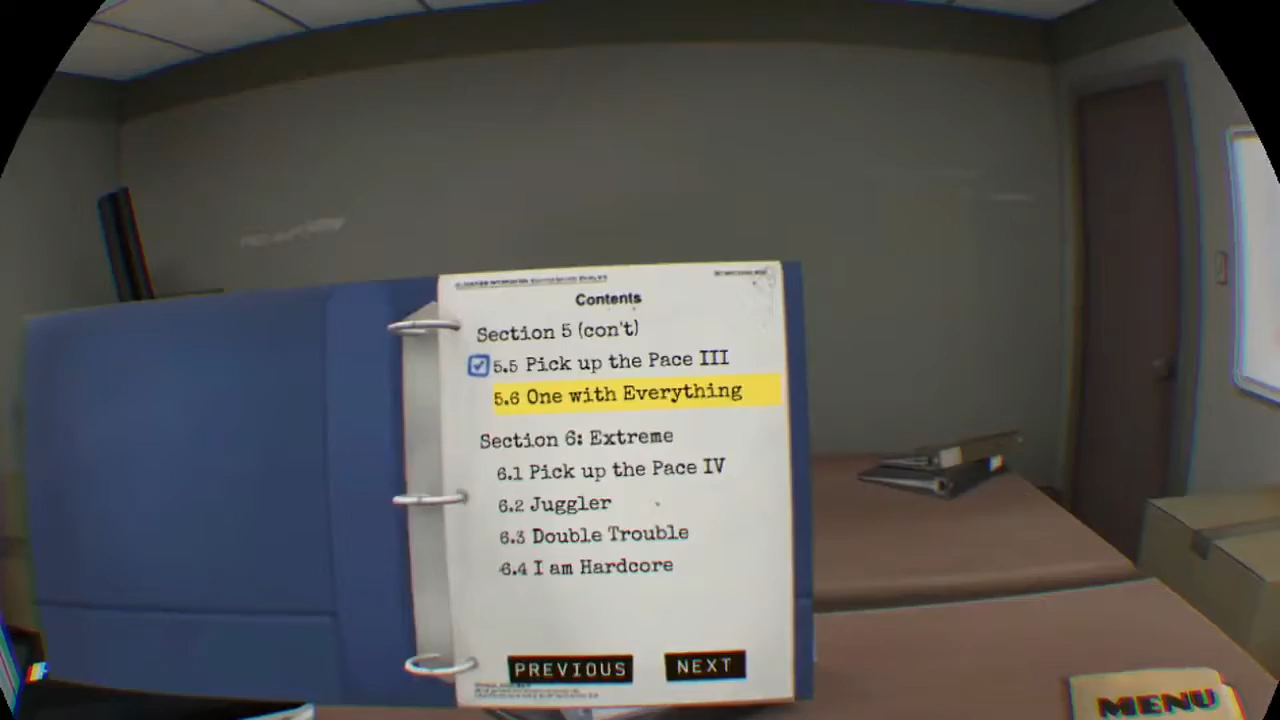 Contents
Section 5 (con't)
5.5 Pick up the Pace III
5.6 One with Everything
Section 6: Extreme
6.1 Pick up the Pace IV
6.2 Juggler
6.3 Double Trouble
6.4 I am Hardcore
PREVIOUS
NEXT
MENU